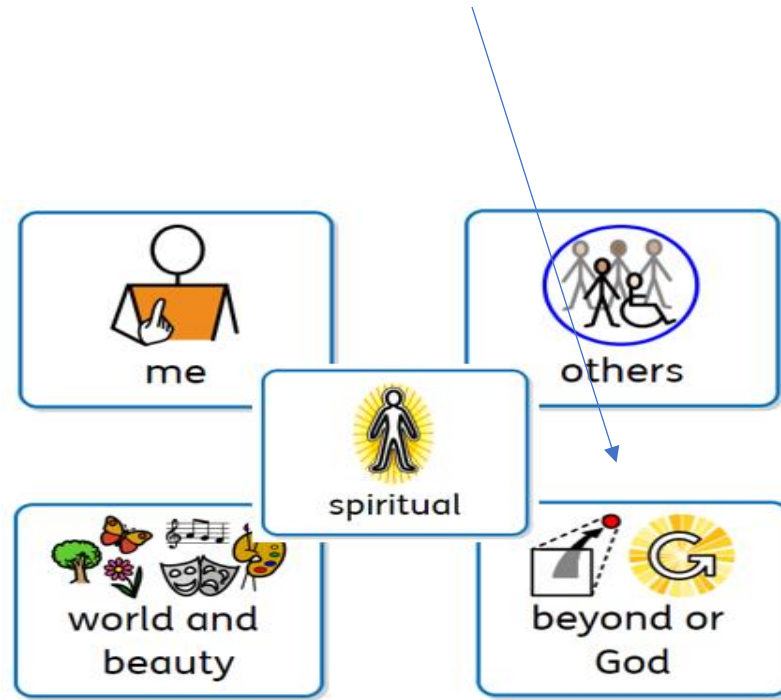 me
others
spiritual
world and
beauty
beyond or
God